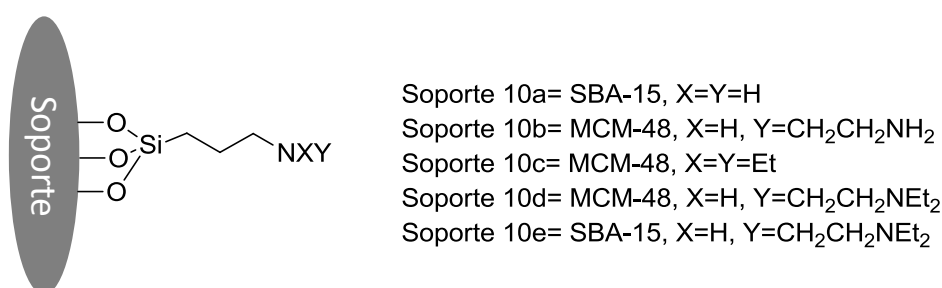 Soporte
O
O
O
Si
NXY
Soporte 10a= SBA-15, X=Y=H
Soporte 10b= MCM-48, X=H, Y=CH₂CH₂NH₂
Soporte 10c= MCM-48, X=Y=Et
Soporte 10d= MCM-48, X=H, Y=CH₂CH₂NEt₂
Soporte 10e= SBA-15, X=H, Y=CH₂CH₂NEt₂